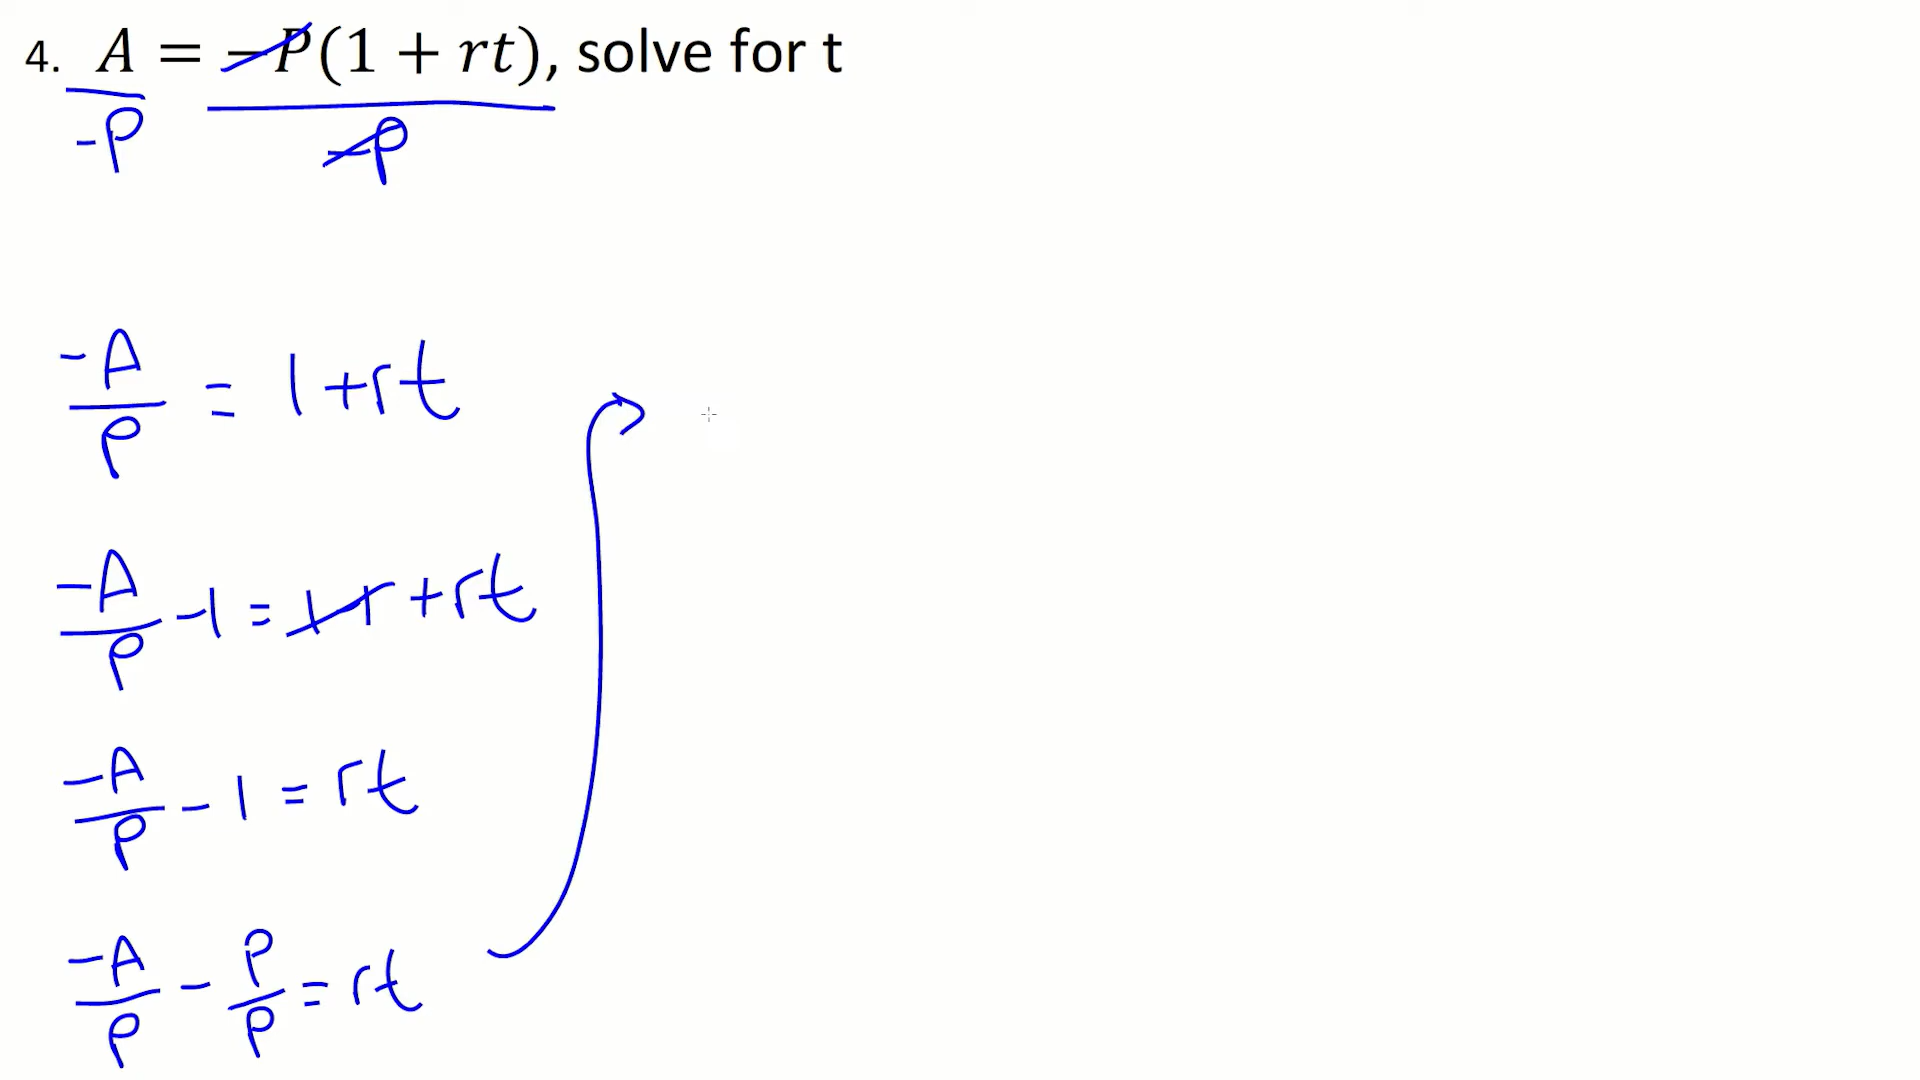 4. A = -P(1 + rt), solve for t
-P -P
-A/P = 1+rt
-A/P -1 = 1-1 +rt
-A/P - 1 = rt
-A/P - P/P = rt